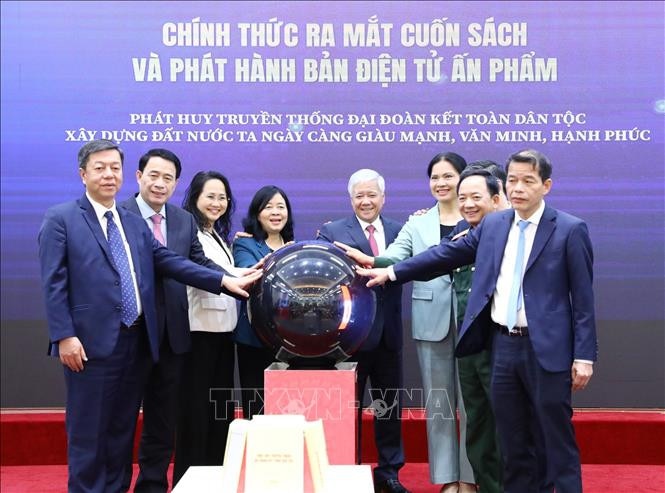 CHÍNH THỨC RA MẮT CUỐN SÁCH
VÀ PHÁT HÀNH BẢN ĐIỆN TỬ ẤN PHẨM
PHÁT HUY TRUYỀN THỐNG ĐẠI ĐOÀN KẾT TOÀN DÂN TỘC
XÂY DỰNG ĐẤT NƯỚC TA NGÀY CÀNG GIÀU MẠNH, VĂN MINH, HẠNH PHÚC
TTXVN-VNA